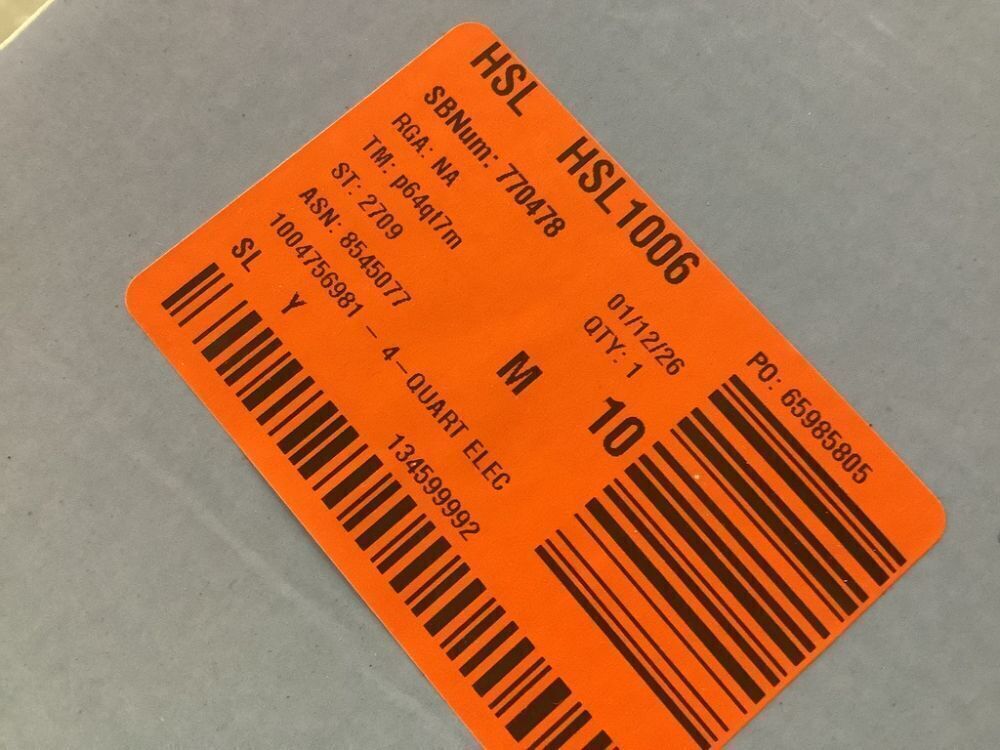 HSL HSL1006
SBNum: 770478
RGA: NA
TM: p64qt7m 01/12/26
ST: 2709 QTY: 1
ASN: 8545077 PO: 65985805
1004756981 - 4-QUART ELEC
SL Y M 10
134599992